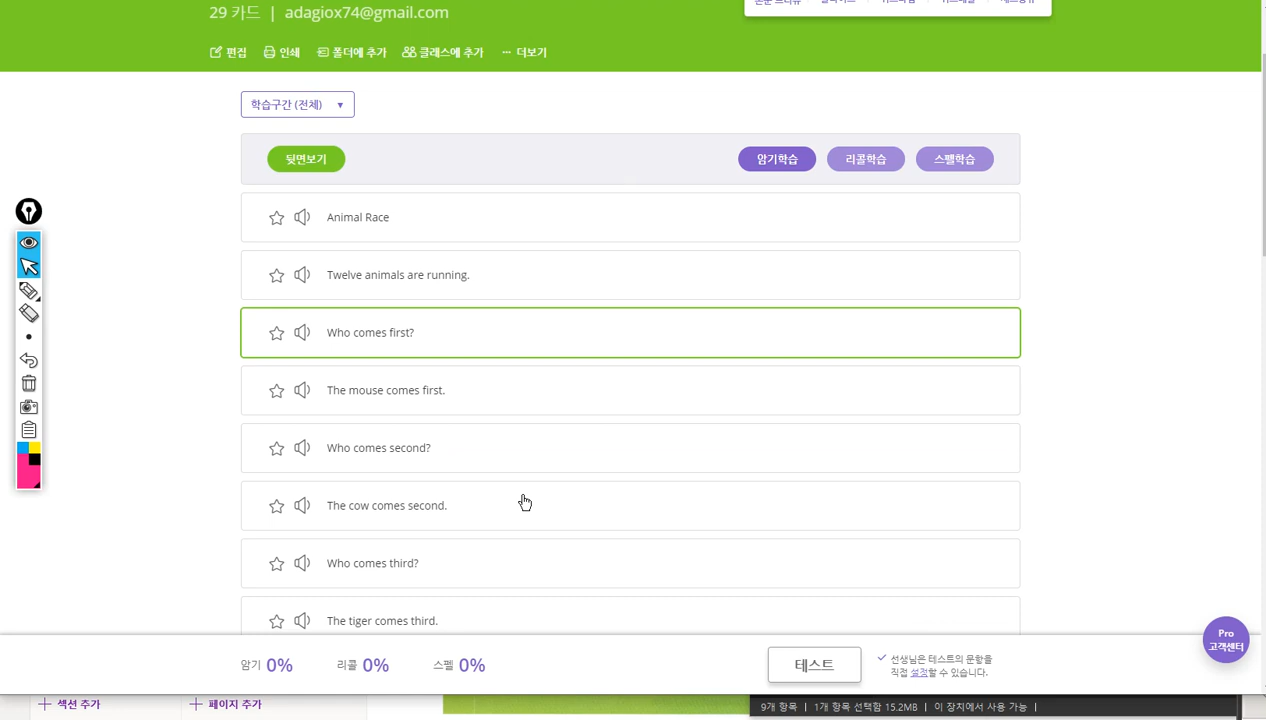 29 카드 | adagiox74@gmail.com
편집 인쇄 폴더에 추가 클래스에 추가 ··· 더보기
학습구간 (전체) ▼
뒷면보기 암기학습 리콜학습 스펠학습
Animal Race
Twelve animals are running.
Who comes first?
The mouse comes first.
Who comes second?
The cow comes second.
Who comes third?
The tiger comes third.
Pro
고객센터
암기 0% 리콜 0% 스펠 0% 테스트
선생님은 테스트의 문항을
직접 설정할 수 있습니다.
섹션 추가 페이지 추가
9개 항목 | 1개 항목 선택함 15.2MB | 이 장치에서 사용 가능 |